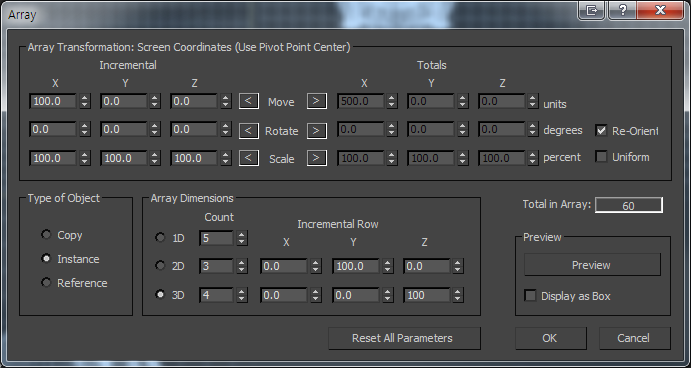 Array
Array Transformation: Screen Coordinates (Use Pivot Point Center)
Incremental Totals
X Y Z X Y Z
100.0 0.0 0.0 < Move > 500.0 0.0 0.0 units
0.0 0.0 0.0 < Rotate > 0.0 0.0 0.0 degrees Re-Orient
100.0 100.0 100.0 < Scale > 100.0 100.0 100.0 percent Uniform
Type of Object
Copy
Instance
Reference
Array Dimensions
Count Incremental Row
X Y Z
1D 5
2D 3 0.0 100.0 0.0
3D 4 0.0 0.0 100
Total in Array: 60
Preview
Preview
Display as Box
Reset All Parameters OK Cancel